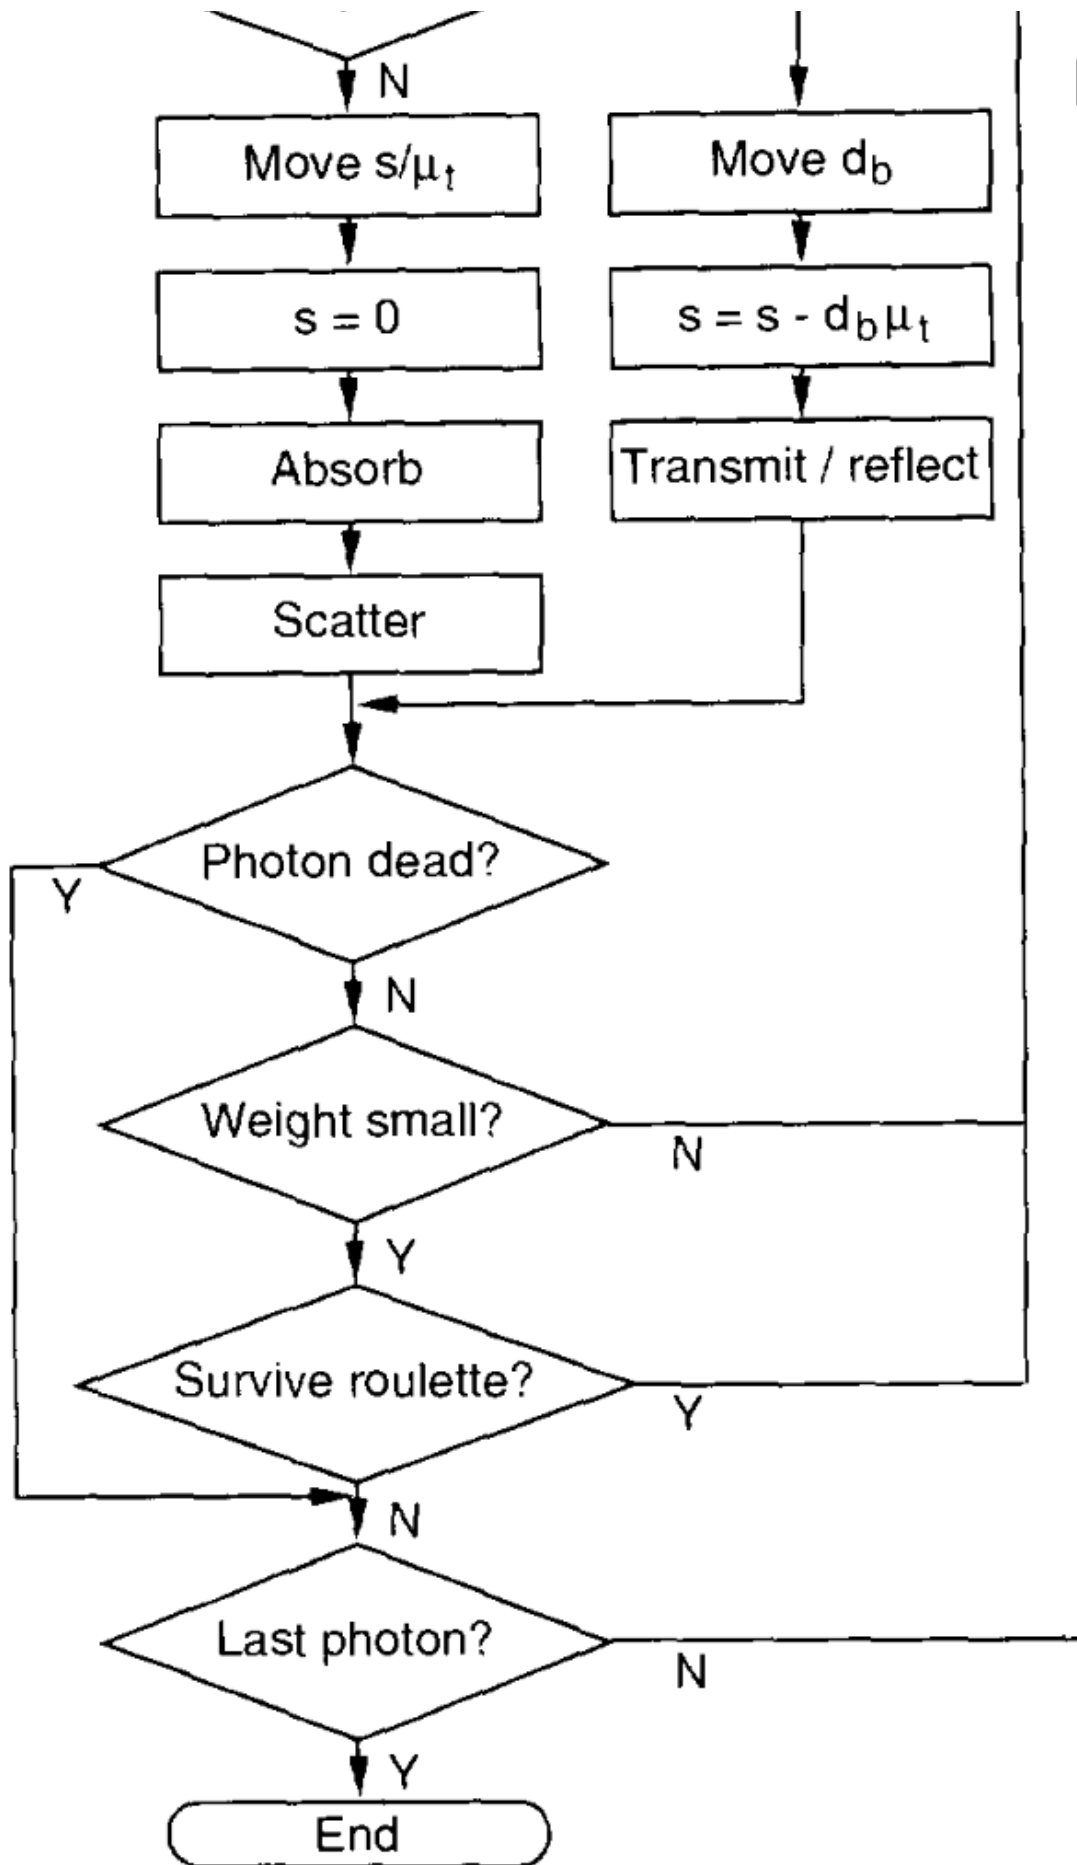 N
Move s/μt
Move db
s = 0
s = s - dbμt
Absorb
Transmit / reflect
Scatter
Photon dead?
Y
N
Weight small?
N
Y
Survive roulette?
Y
N
Last photon?
N
Y
End